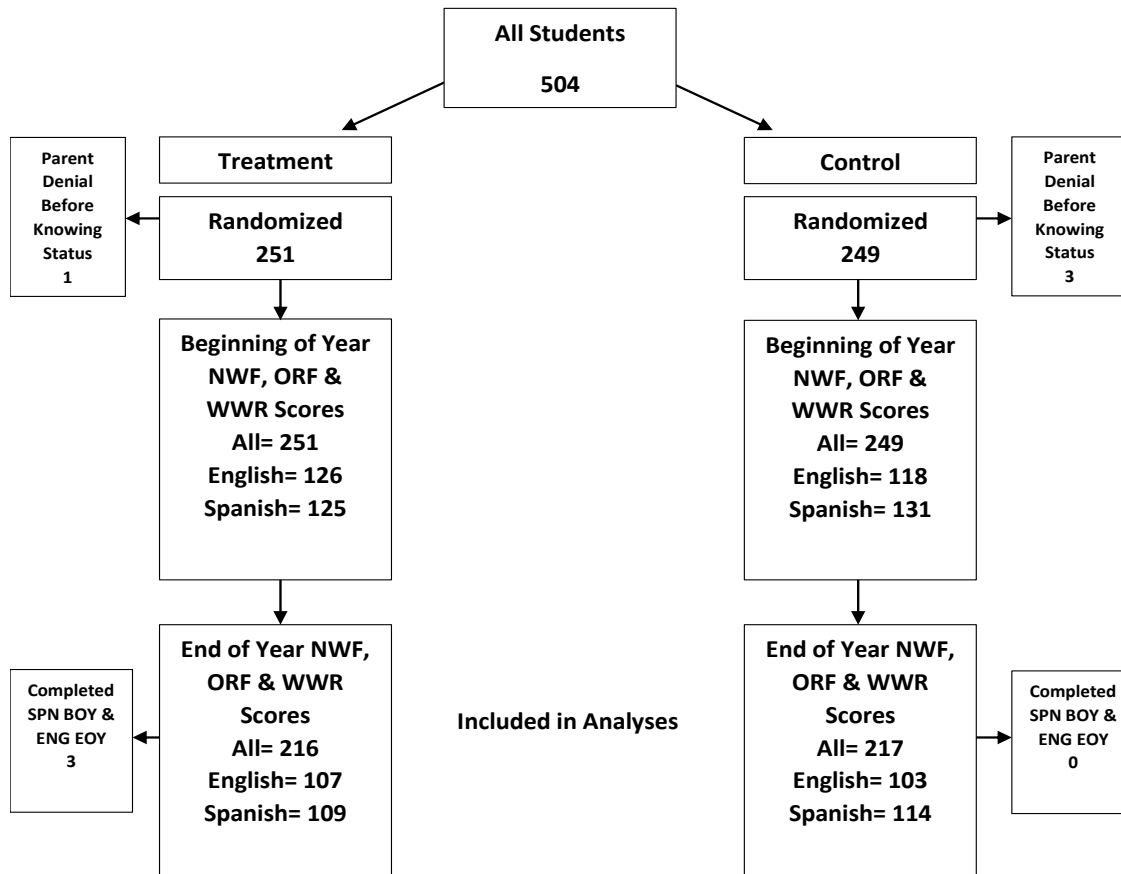 All Students
504
Treatment
Control
Parent
Denial
Before
Knowing
Status
1
Randomized
251
Randomized
249
Parent
Denial
Before
Knowing
Status
3
Beginning of Year
NWF, ORF &
WWR Scores
All= 251
English= 126
Spanish= 125
Beginning of Year
NWF, ORF &
WWR Scores
All= 249
English= 118
Spanish= 131
Completed
SPN BOY &
ENG EOY
3
End of Year NWF,
ORF & WWR
Scores
All= 216
English= 107
Spanish= 109
Included in Analyses
End of Year NWF,
ORF & WWR
Scores
All= 217
English= 103
Spanish= 114
Completed
SPN BOY &
ENG EOY
0